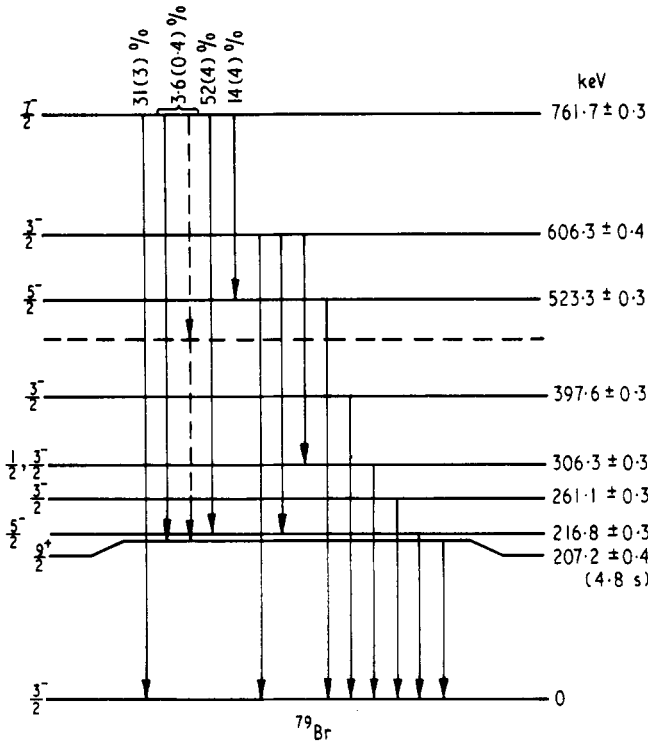 31(3) %
3·6(0·4) %
52(4) %
14(4) %
keV
7/2⁻ 761·7 ± 0·3
3/2⁻ 606·3 ± 0·4
5/2⁻ 523·3 ± 0·3
3/2⁻ 397·6 ± 0·3
1/2, 3/2⁻ 306·3 ± 0·3
3/2⁻ 261·1 ± 0·3
5/2⁻ 216·8 ± 0·3
9/2⁺ 207·2 ± 0·4
(4·8 s)
3/2⁻ 0
⁷⁹Br